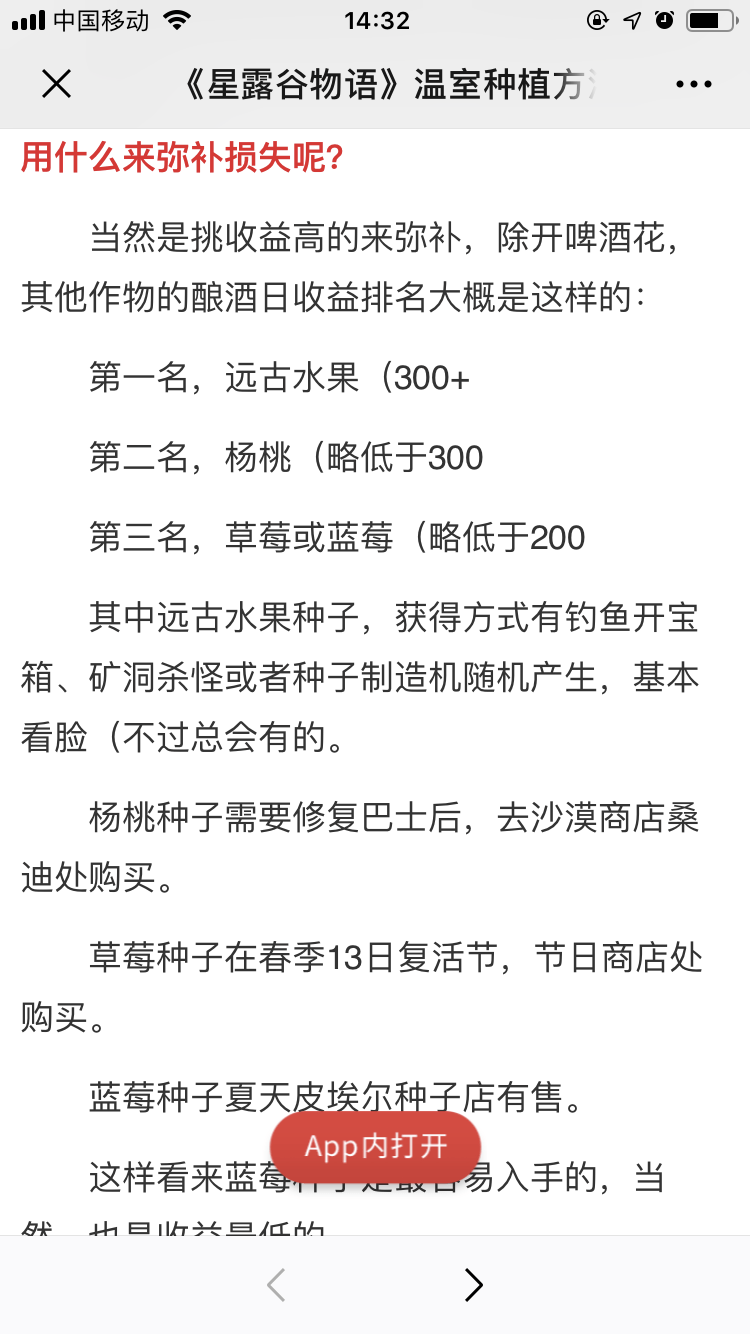 中国移动
14:32
《星露谷物语》温室种植方
用什么来弥补损失呢?
当然是挑收益高的来弥补，除开啤酒花，
其他作物的酿酒日收益排名大概是这样的：
第一名，远古水果（300+
第二名，杨桃（略低于300
第三名，草莓或蓝莓（略低于200
其中远古水果种子，获得方式有钓鱼开宝
箱、矿洞杀怪或者种子制造机随机产生，基本
看脸（不过总会有的。
杨桃种子需要修复巴士后，去沙漠商店桑
迪处购买。
草莓种子在春季13日复活节，节日商店处
购买。
蓝莓种子夏天皮埃尔种子店有售。
App内打开
这样看来蓝莓种子是最容易入手的，当
然，也是收益最低的